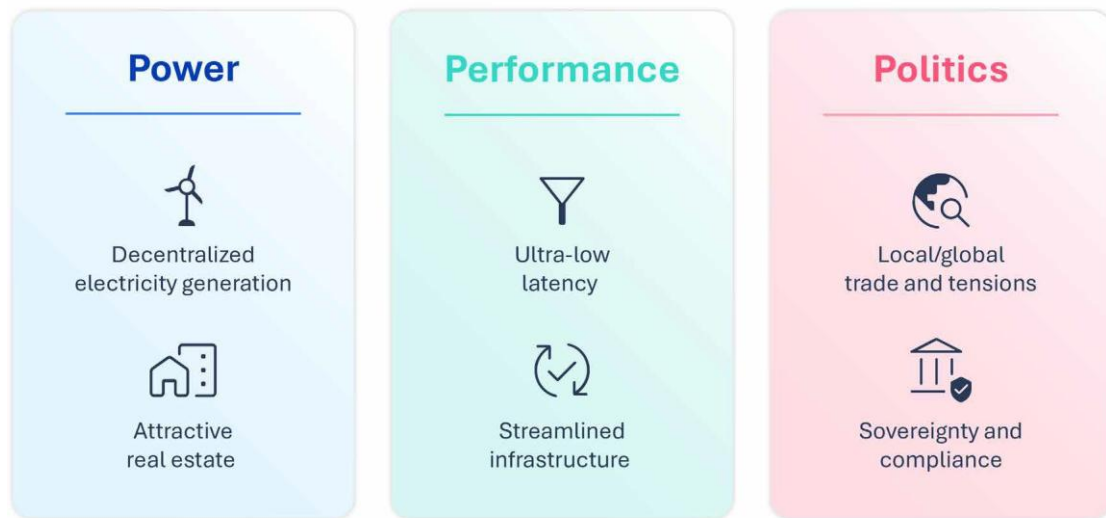 Power
Decentralized
electricity generation
Attractive
real estate
Performance
Ultra-low
latency
Streamlined
infrastructure
Politics
Local/global
trade and tensions
Sovereignty and
compliance